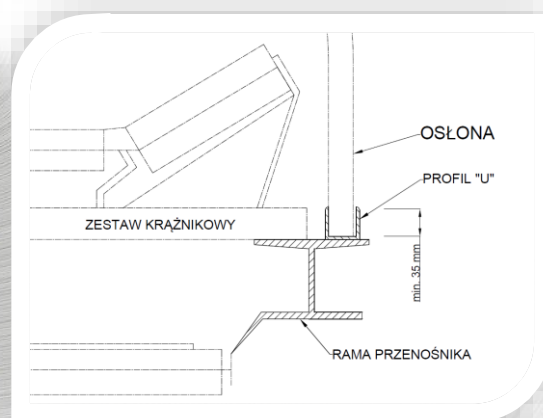 OSŁONA
PROFIL "U"
ZESTAW KRĄŻNIKOWY
min. 35 mm
RAMA PRZENOŚNIKA